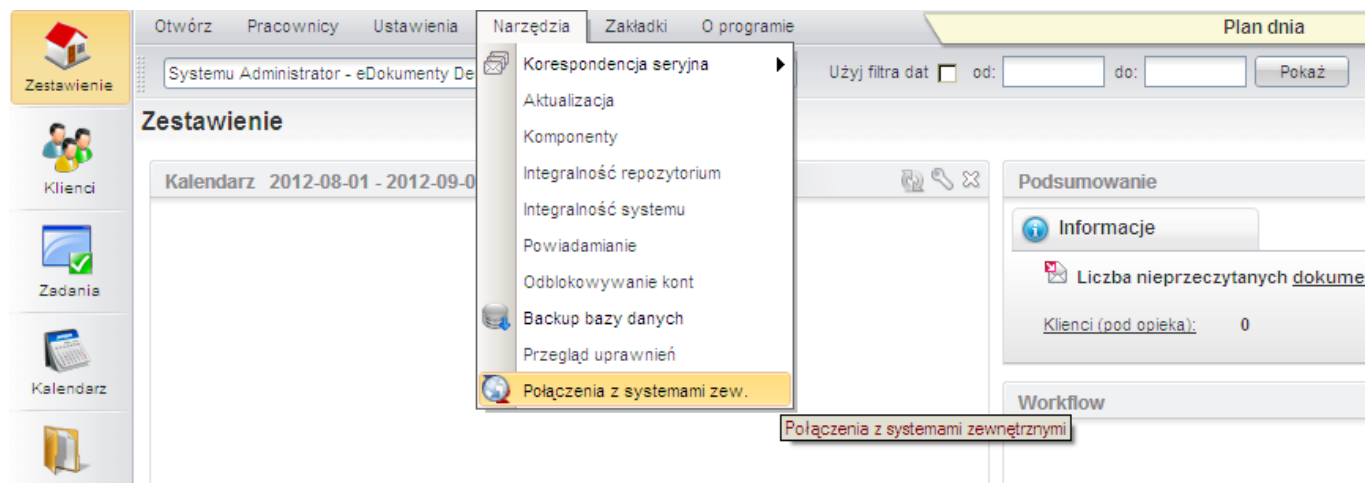 Otwórz Pracownicy Ustawienia Narzędzia Zakładki O programie Plan dnia
Systemu Administrator - eDokumenty De Użyj filtra dat od: do: Pokaż
Zestawienie
Zestawienie
Klienci
Zadania
Kalendarz
Korespondencja seryjna
Aktualizacja
Komponenty
Integralność repozytorium
Integralność systemu
Powiadamianie
Odblokowywanie kont
Backup bazy danych
Przegląd uprawnień
Połączenia z systemami zew.
Połączenia z systemami zewnętrznymi
Kalendarz 2012-08-01 - 2012-09-0
Podsumowanie
Informacje
Liczba nieprzeczytanych dokume
Klienci (pod opieka): 0
Workflow